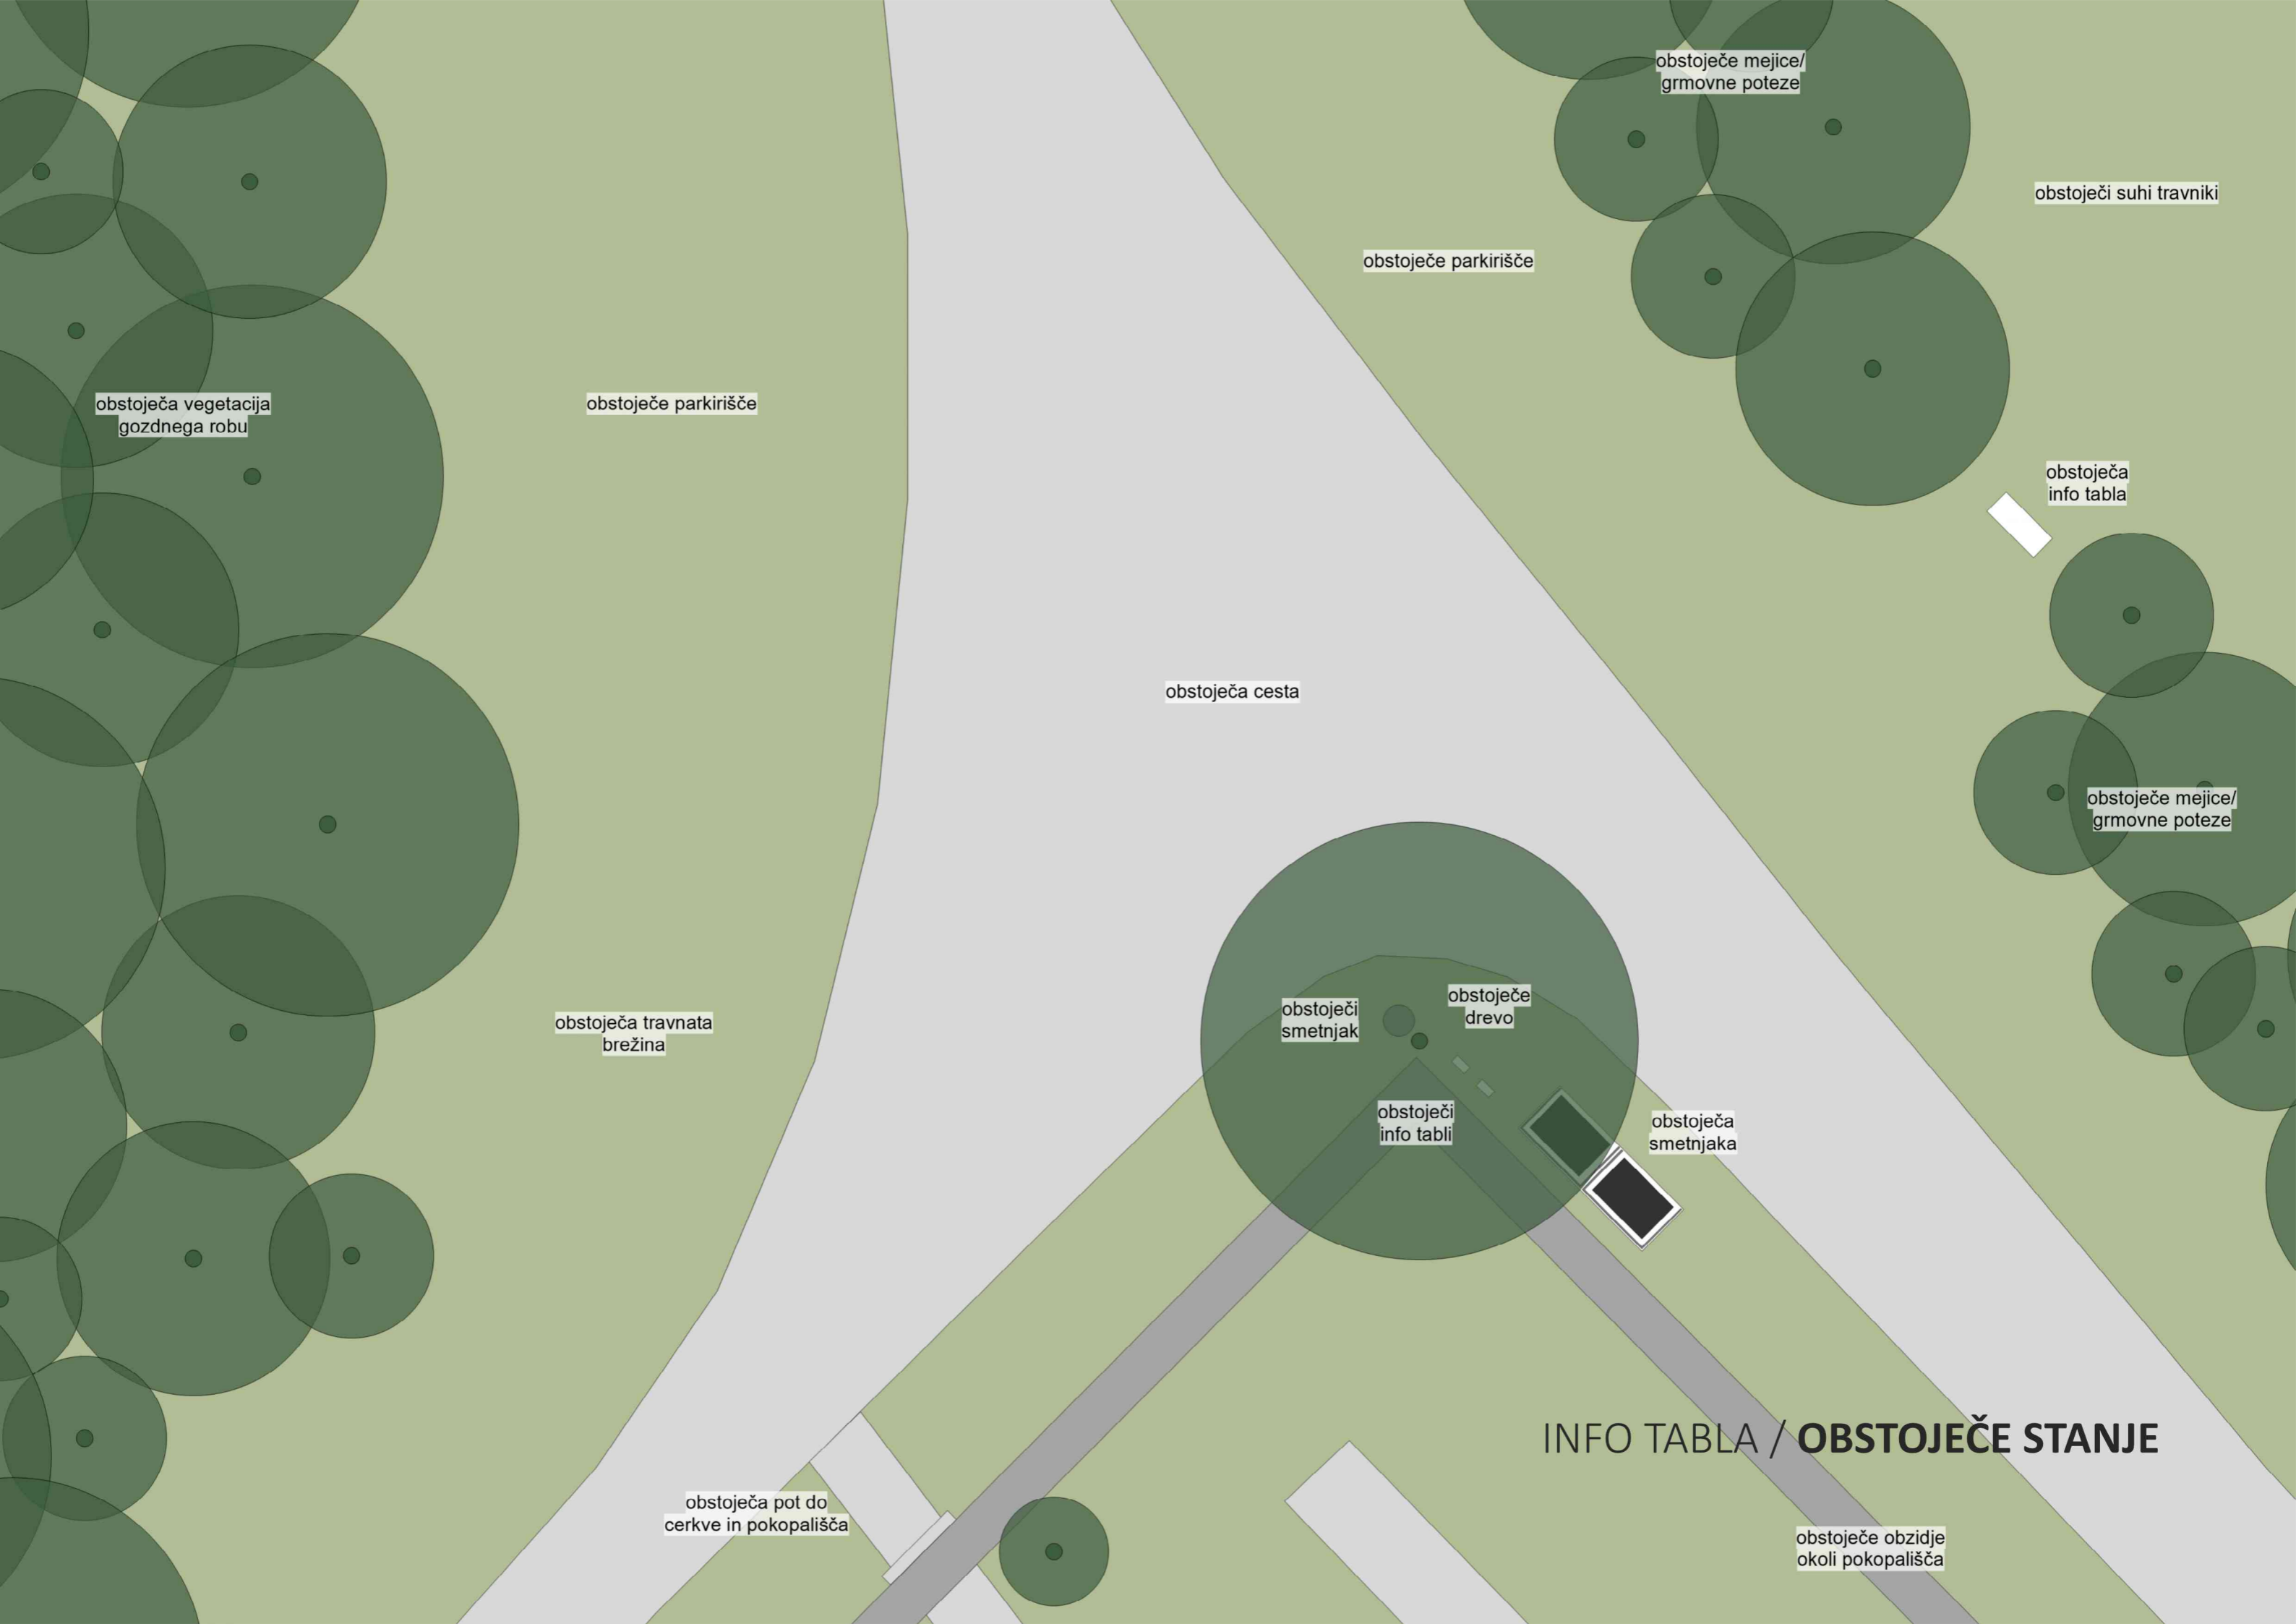 obstoječe mejice/
grmovne poteze
obstoječi suhi travniki
obstoječe parkirišče
obstoječa vegetacija
gozdnega robu
obstoječe parkirišče
obstoječa
info tabla
obstoječa cesta
obstoječe mejice/
grmovne poteze
obstoječa travnata
brežina
obstoječi
smetnjak
obstoječe
drevo
obstoječi
info tabli
obstoječa
smetnjaka
INFO TABLA / OBSTOJEČE STANJE
obstoječa pot do
cerkve in pokopališča
obstoječe obzidje
okoli pokopališča